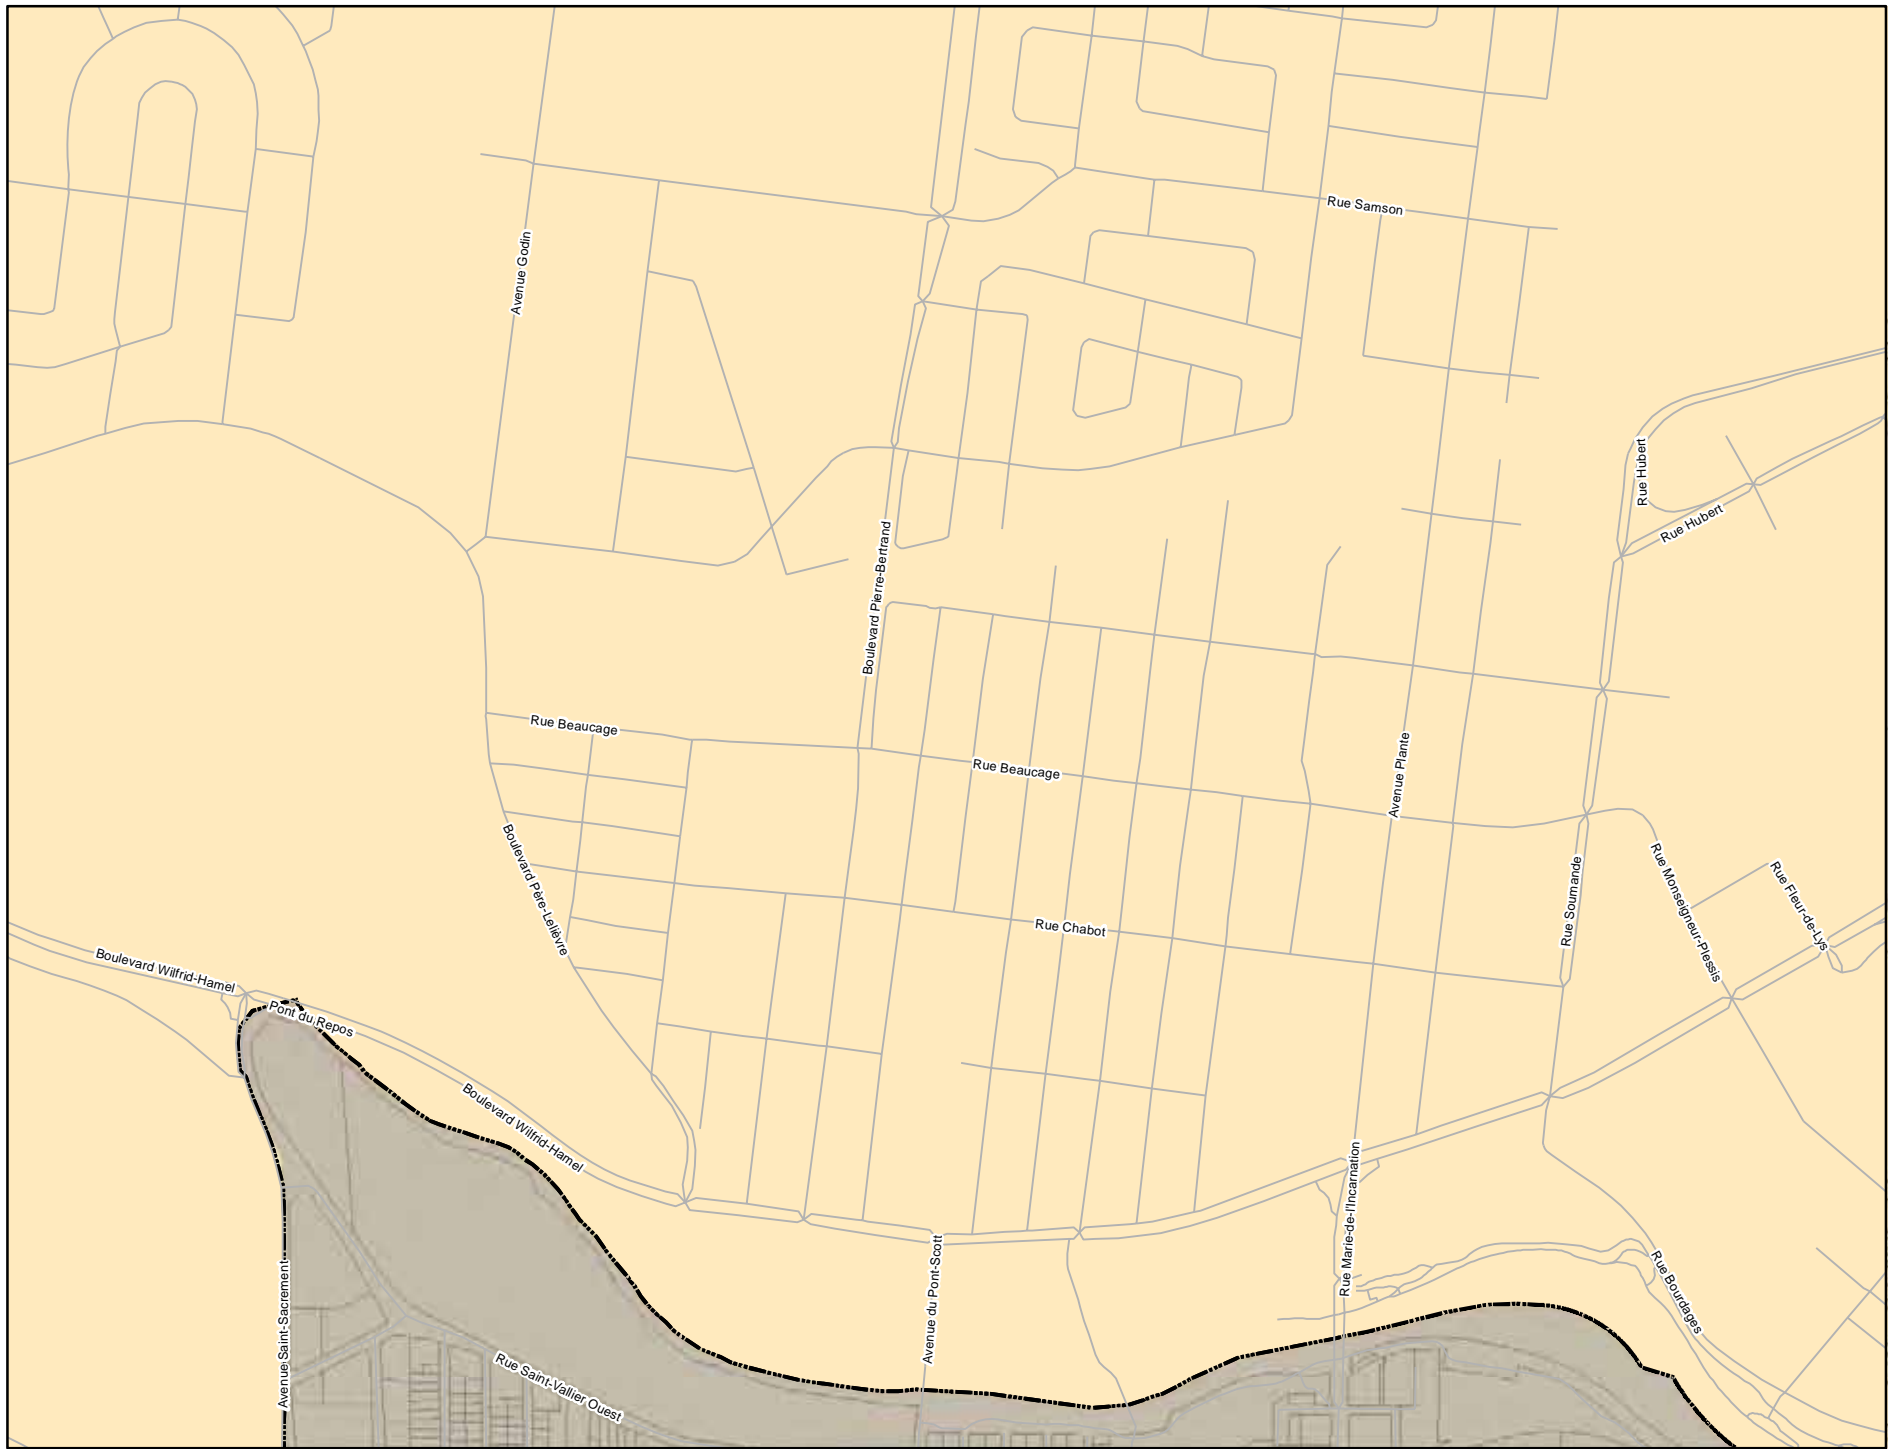 Rue Samson
Avenue Godin
Rue Hubert
Rue Hubert
Boulevard Pierre-Bertrand
Rue Beaucage
Rue Beaucage
Avenue Plante
Boulevard Père-Lelièvre
Rue Soumande
Rue Monseigneur-Plessis
Rue Fleur-de-Lys
Rue Chabot
Boulevard Wilfrid-Hamel
Pont du Repos
Boulevard Wilfrid-Hamel
Rue Marie-de-l'Incarnation
Avenue du Pont-Scott
Rue Bourdages
Avenue Saint-Sacrement
Rue Saint-Vallier Ouest